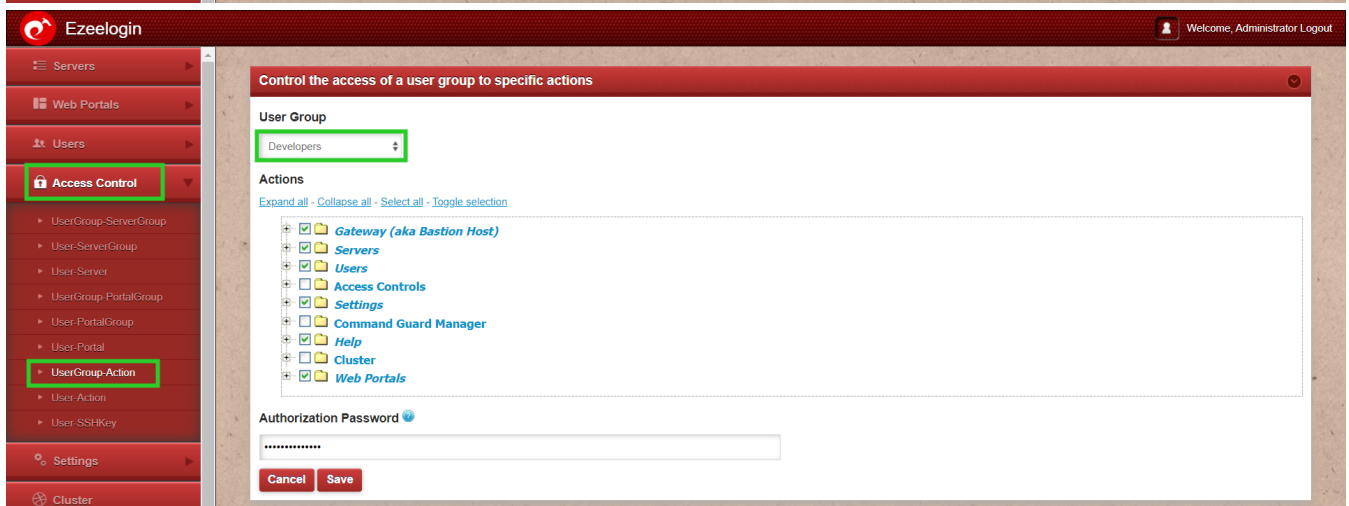 Ezeelogin
Welcome, Administrator Logout
Servers
Web Portals
Users
Access Control
UserGroup-ServerGroup
User-ServerGroup
User-Server
UserGroup-PortalGroup
User-PortalGroup
User-Portal
UserGroup-Action
User-Action
User-SSHKey
Settings
Cluster
Control the access of a user group to specific actions
User Group
Developers
Actions
Expand all - Collapse all - Select all - Toggle selection
Gateway (aka Bastion Host)
Servers
Users
Access Controls
Settings
Command Guard Manager
Help
Cluster
Web Portals
Authorization Password
••••••••••••••
Cancel Save